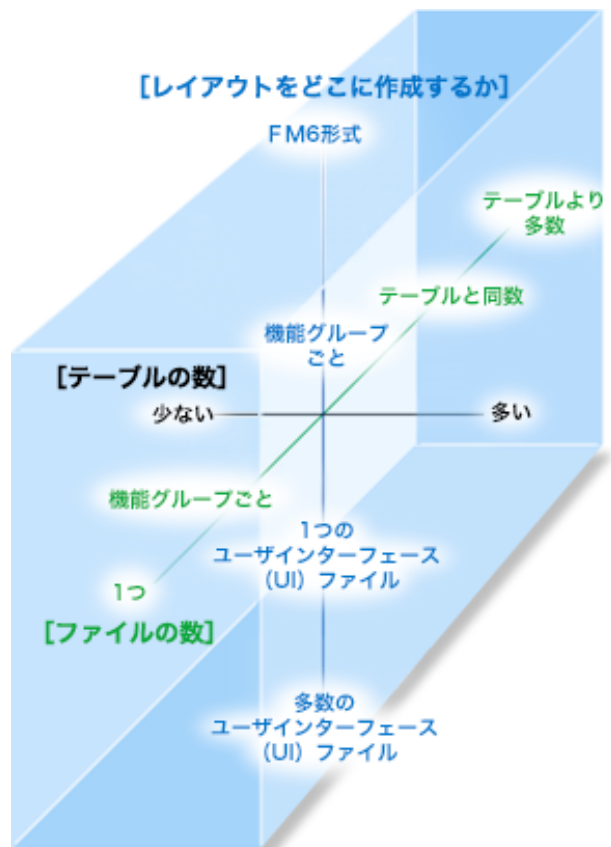 ［レイアウトをどこに作成するか］
FM6形式
テーブルより
多数
テーブルと同数
機能グループ
ごと
［テーブルの数］
少ない
多い
機能グループごと
1つの
ユーザインターフェース
（UI）ファイル
1つ
［ファイルの数］
多数の
ユーザインターフェース
（UI）ファイル